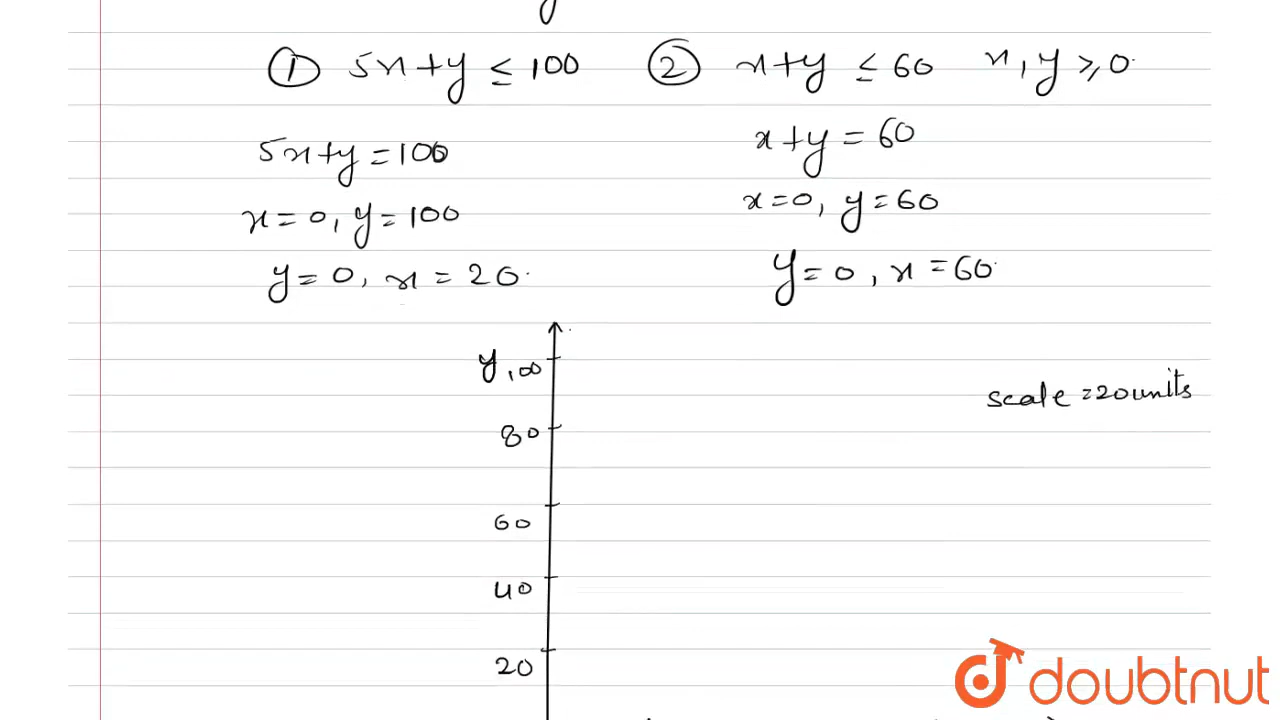 ① 5x+y ≤ 100 ② x+y ≤ 60 x, y ≥ 0
5x+y=100 x+y=60
x=0, y=100 x=0, y=60
y=0, x=20 y=0, x=60
y 100
scale =20units
80
60
40
20
doubtnut